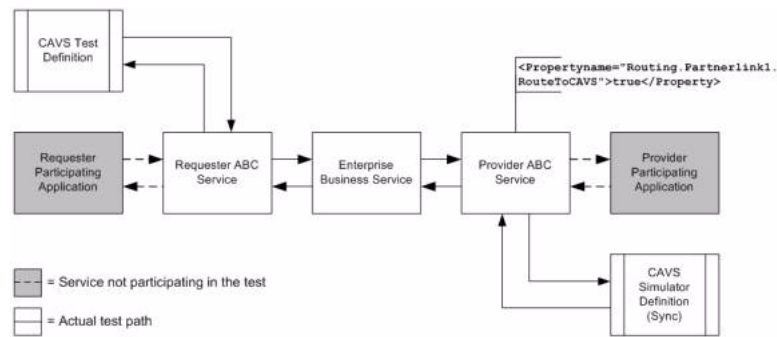 CAVS Test
Definition
<Propertyname="Routing.Partnerlink1.
RouteToCAVS">true</Property>
Requester
Participating
Application
Requester ABC
Service
Enterprise
Business Service
Provider ABC
Service
Provider
Participating
Application
CAVS
Simulator
Definition
(Sync)
= Service not participating in the test
= Actual test path